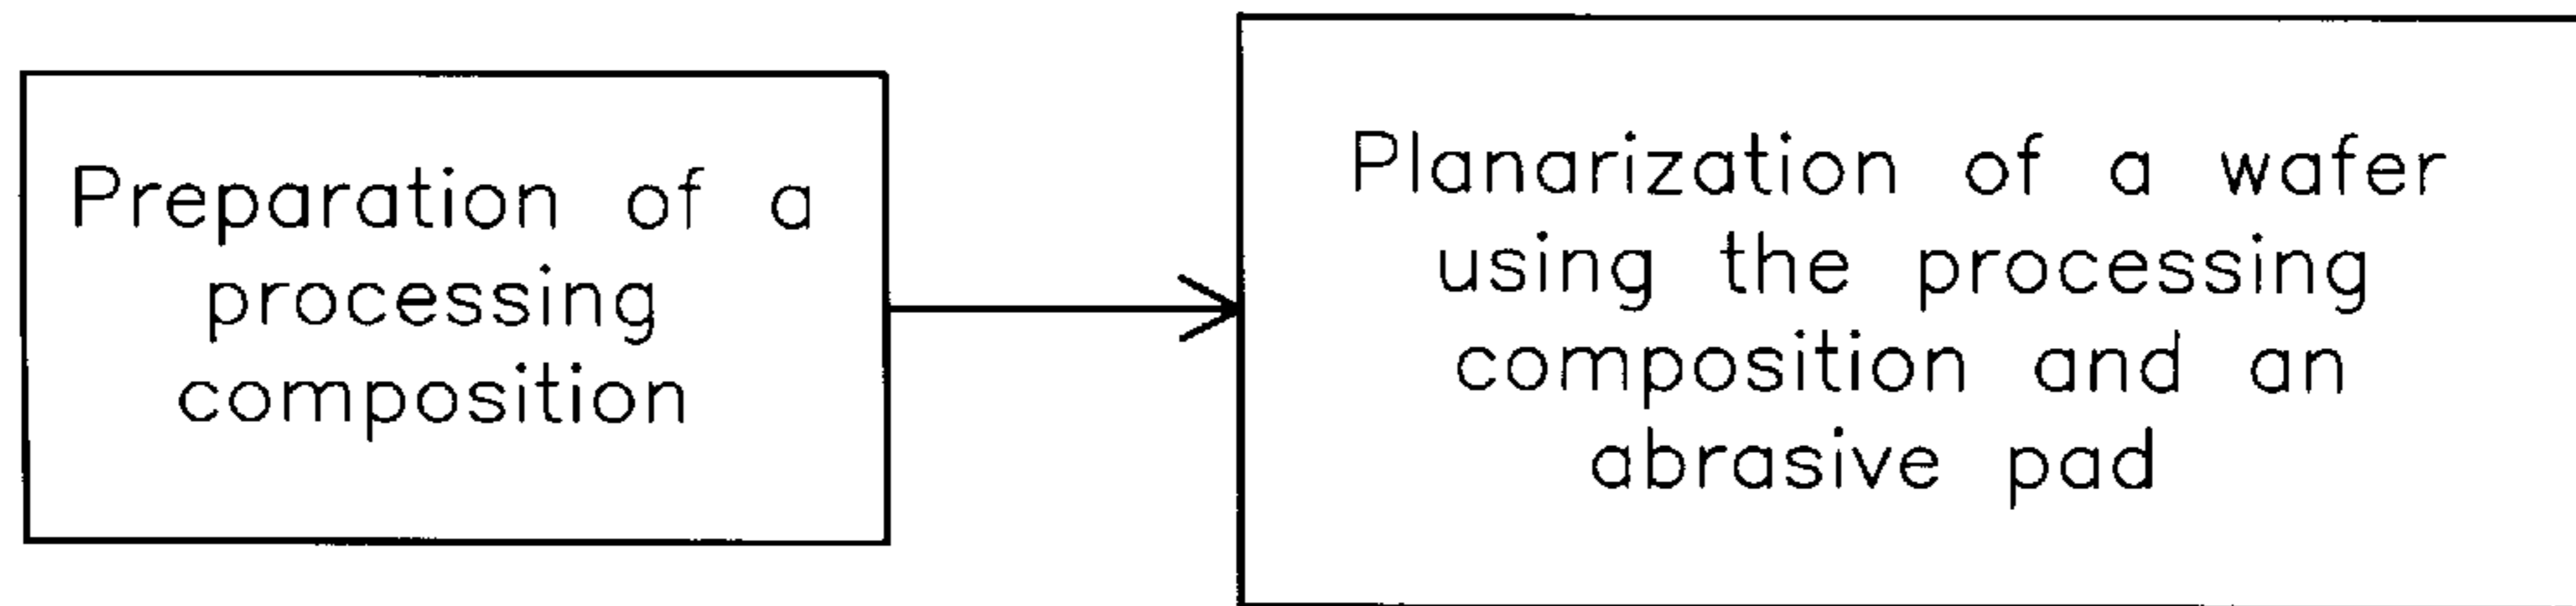 Preparation of a
processing
composition
Planarization of a wafer
using the processing
composition and an
abrasive pad